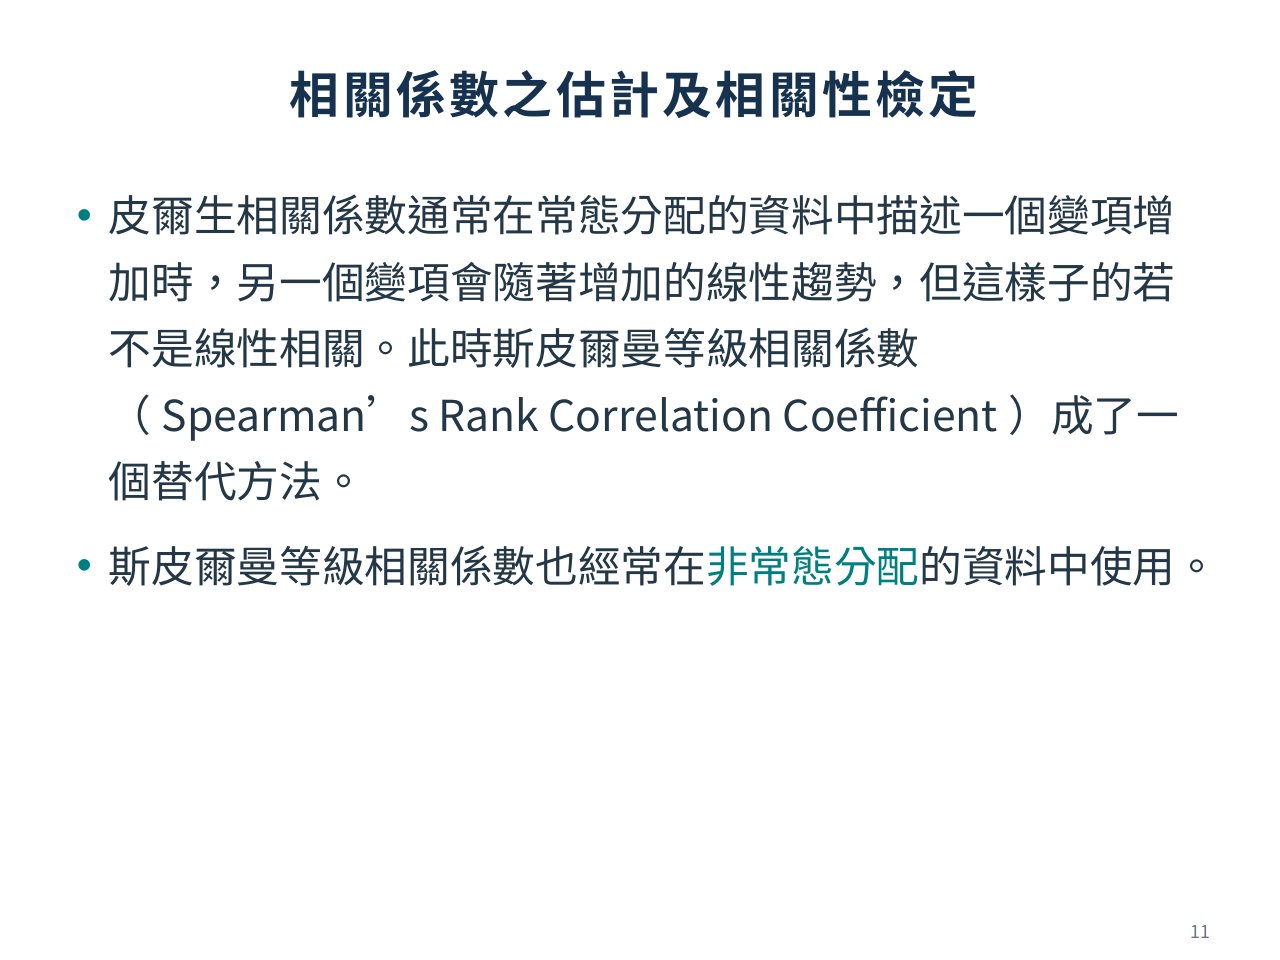 相關係數之估計及相關性檢定
• 皮爾生相關係數通常在常態分配的資料中描述一個變項增
加時，另一個變項會隨著增加的線性趨勢，但這樣子的若
不是線性相關。此時斯皮爾曼等級相關係數
（ Spearman’s Rank Correlation Coefficient ）成了一
個替代方法。
• 斯皮爾曼等級相關係數也經常在非常態分配的資料中使用。
11